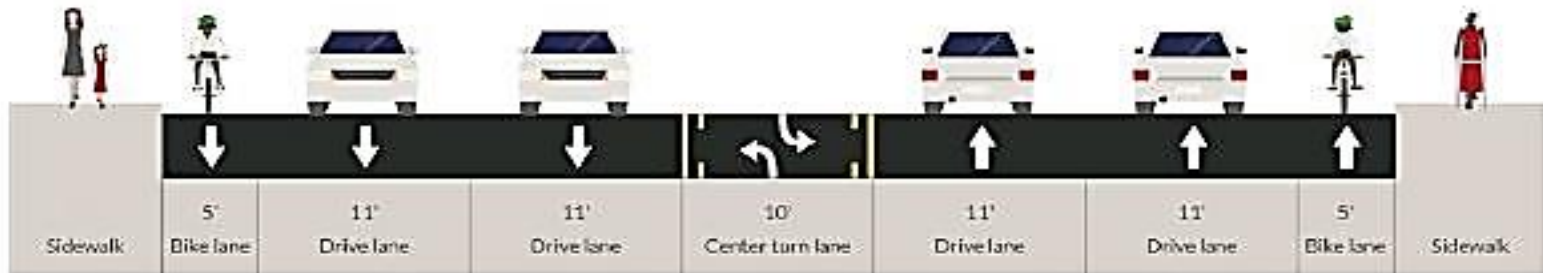 5'
11'
11'
10'
11'
11'
5'
Sidewalk
Bike lane
Drive lane
Drive lane
Center turn lane
Drive lane
Drive lane
Bike lane
Sidewalk